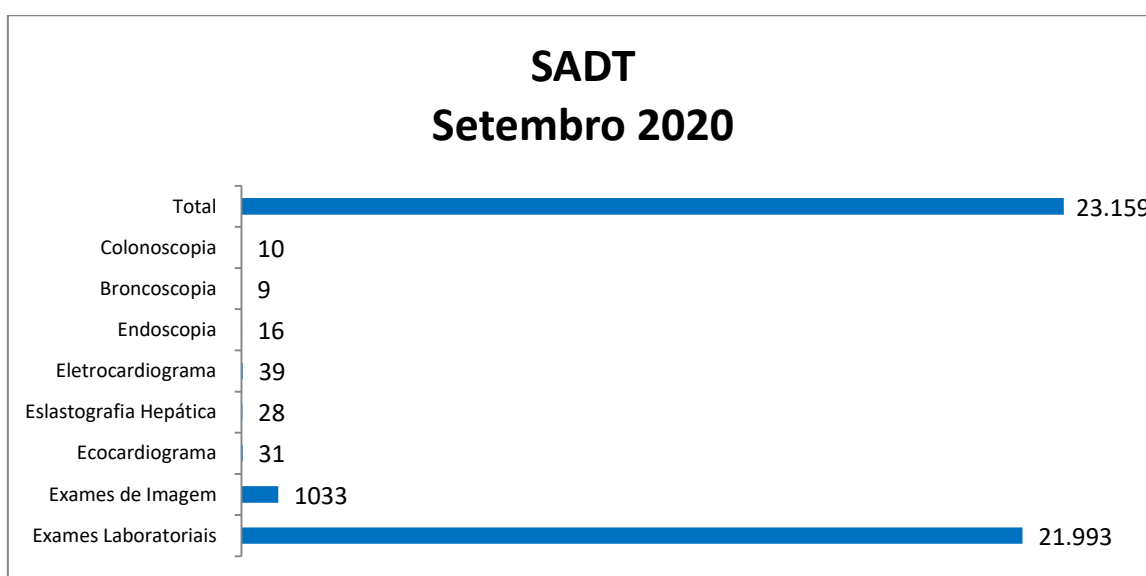 SADT
Setembro 2020
Total 23.159
Colonoscopia 10
Broncoscopia 9
Endoscopia 16
Eletrocardiograma 39
Eslastografia Hepática 28
Ecocardiograma 31
Exames de Imagem 1033
Exames Laboratoriais 21.993